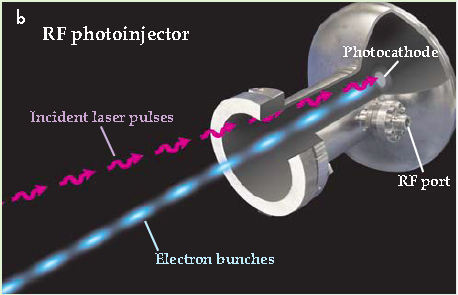 b
RF photoinjector
Photocathode
Incident laser pulses
RF port
Electron bunches